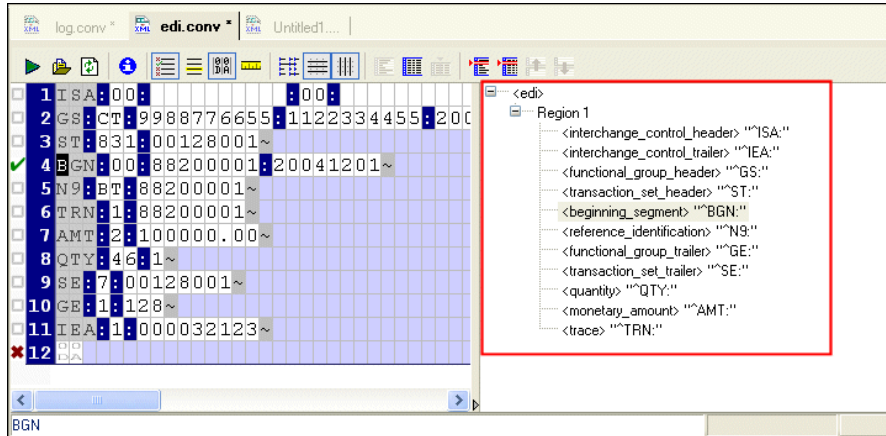 log.conv * edi.conv * Untitled1....
1 ISA:00: :00:
2 GS:CT:9988776655:1122334455:200
3 ST:831:00128001~
4 BGN:00:88200001:20041201~
5 N9:BT:88200001~
6 TRN:1:88200001~
7 AMT:2:100000.00~
8 QTY:46:1~
9 SE:7:00128001~
10 GE:1:128~
11 IEA:1:000032123~
12 0D 0A
<edi>
Region 1
<interchange_control_header> "^ISA:"
<interchange_control_trailer> "^IEA:"
<functional_group_header> "^GS:"
<transaction_set_header> "^ST:"
<beginning_segment> "^BGN:"
<reference_identification> "^N9:"
<functional_group_trailer> "^GE:"
<transaction_set_trailer> "^SE:"
<quantity> "^QTY:"
<monetary_amount> "^AMT:"
<trace> "^TRN:"
BGN